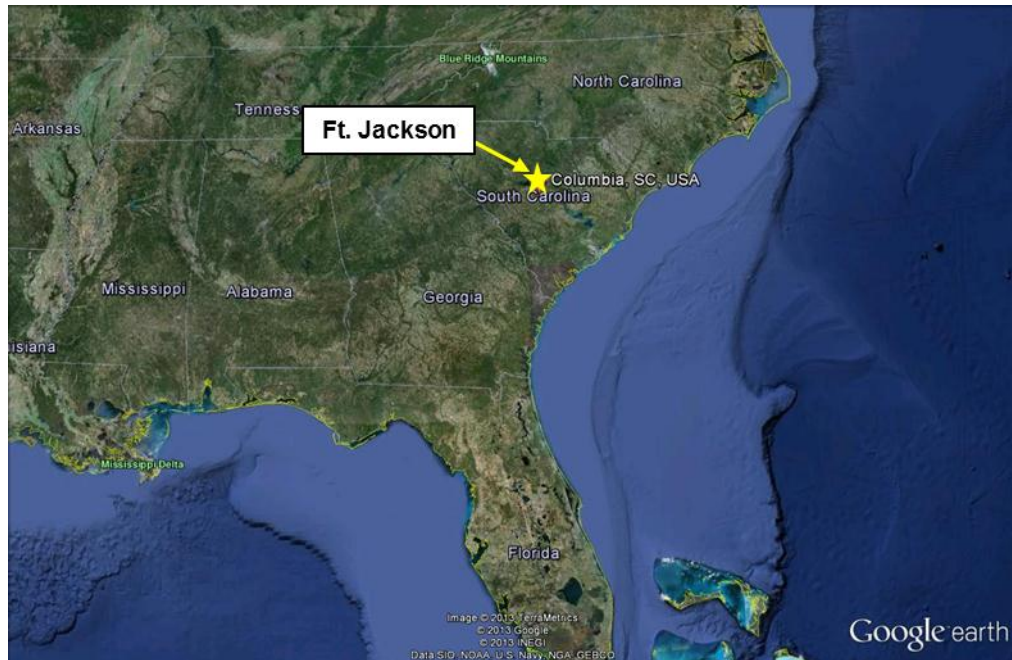 Blue Ridge Mountains
North Carolina
Tenness
Arkansas
Ft. Jackson
Columbia, SC, USA
South Carolina
Mississippi
Alabama
Georgia
isiana
Mississippi Delta
Florida
Image © 2013 TerraMetrics
© 2013 Google
© 2013 INEGI
Data SIO, NOAA, U.S. Navy, NGA, GEBCO
Google earth